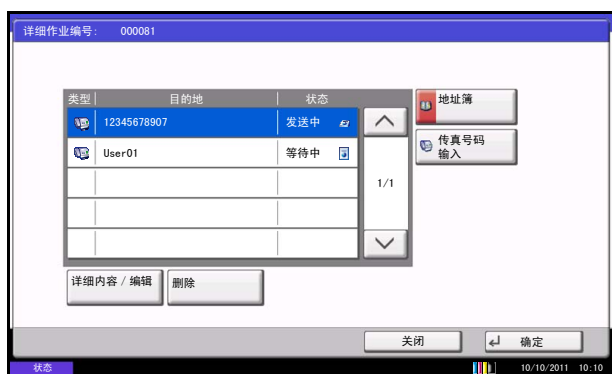 详细作业编号: 000081
类型 目的地 状态
12345678907 发送中
User01 等待中
1/1
地址簿
传真号码
输入
详细内容 / 编辑
删除
关闭
确定
状态
10/10/2011 10:10